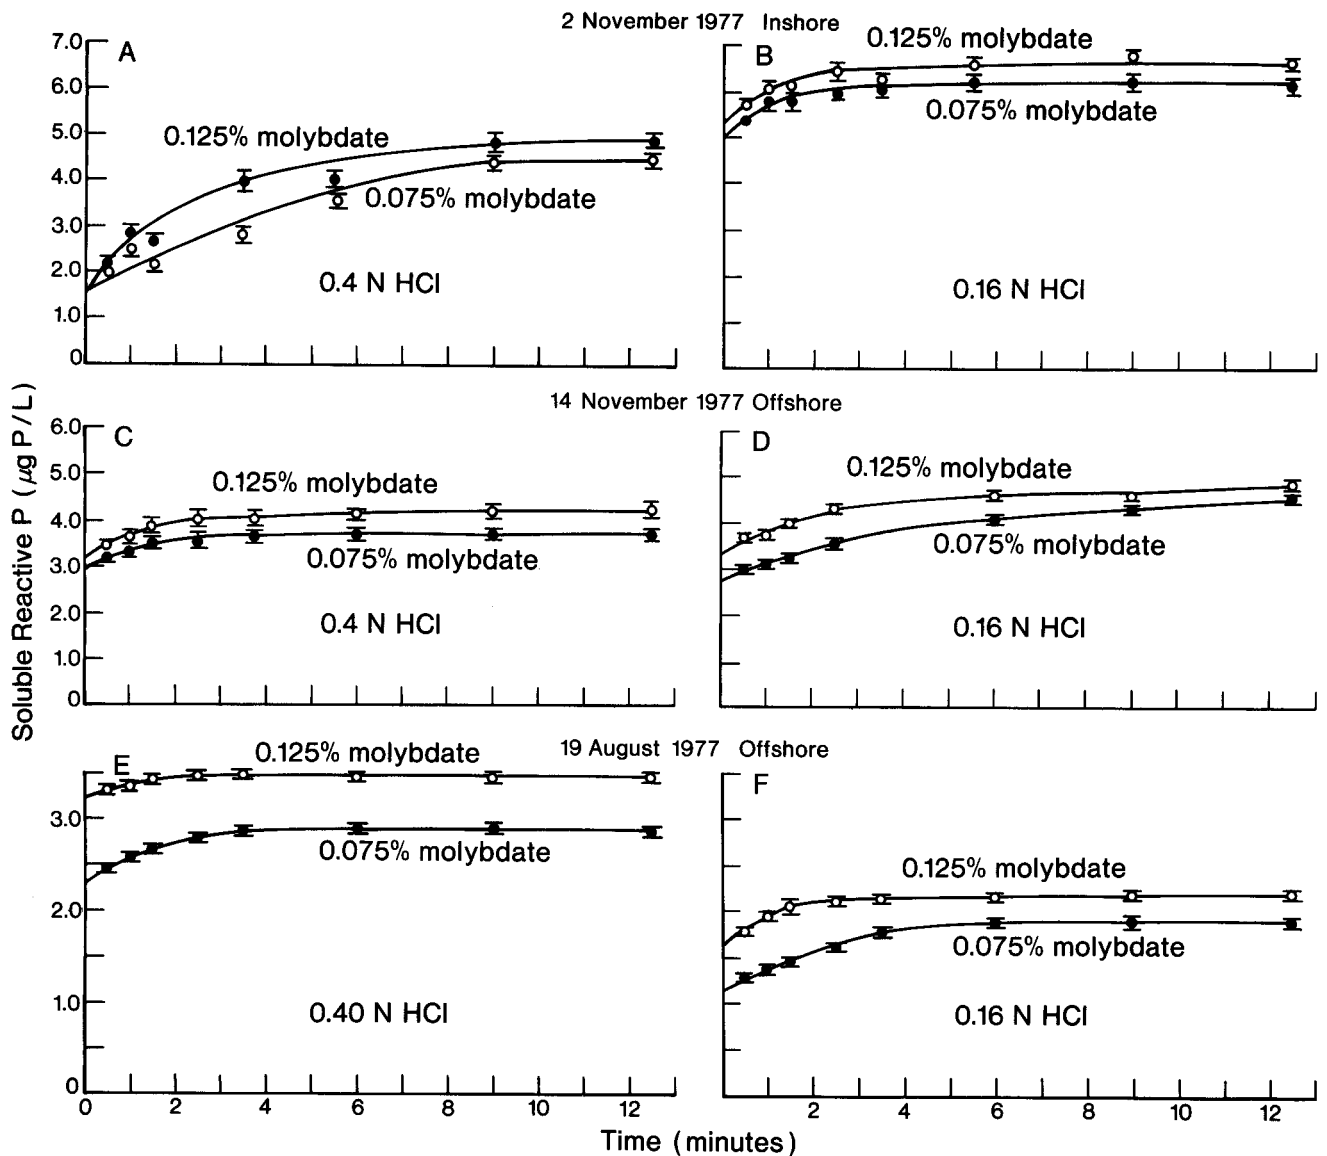 2 November 1977 Inshore
A
7.0
6.0
5.0
4.0
3.0
2.0
1.0
0
0.125% molybdate
0.075% molybdate
0.4 N HCl
B
0.125% molybdate
0.075% molybdate
0.16 N HCl
14 November 1977 Offshore
C
6.0
5.0
4.0
3.0
2.0
1.0
0
0.125% molybdate
0.075% molybdate
0.4 N HCl
D
0.125% molybdate
0.075% molybdate
0.16 N HCl
Soluble Reactive P (μg P/L)
19 August 1977 Offshore
E
3.0
2.0
1.0
0
0.125% molybdate
0.075% molybdate
0.40 N HCl
F
0.125% molybdate
0.075% molybdate
0.16 N HCl
0 2 4 6 8 10 12
2 4 6 8 10 12
Time (minutes)